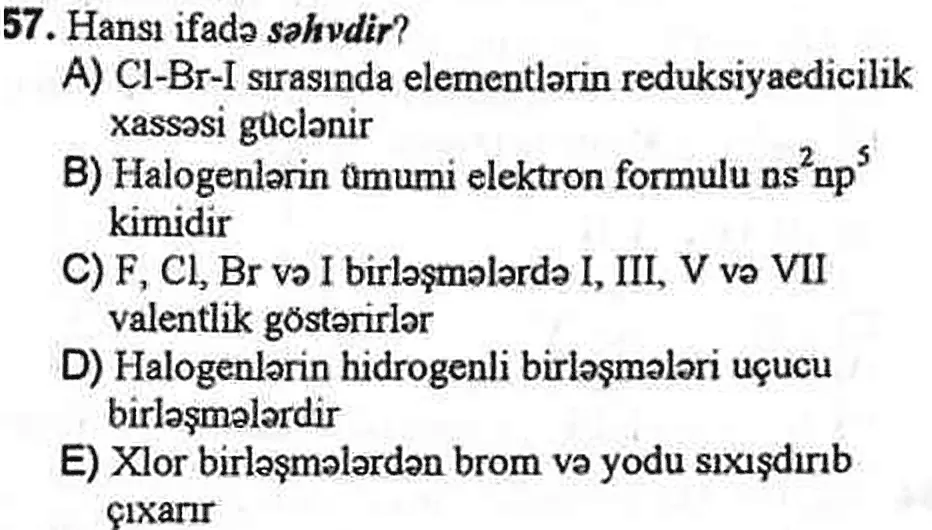 57. Hansı ifadə səhvdir?
A) Cl-Br-I sırasında elementlərin reduksiyaedicilik
xassəsi güclənir
B) Halogenlərin ümumi elektron formulu ns²np⁵
kimidir
C) F, Cl, Br və I birləşmələrdə I, III, V və VII
valentlik göstərirlər
D) Halogenlərin hidrogenli birləşmələri uçucu
birləşmələrdir
E) Xlor birləşmələrdən brom və yodu sıxışdırıb
çıxarır